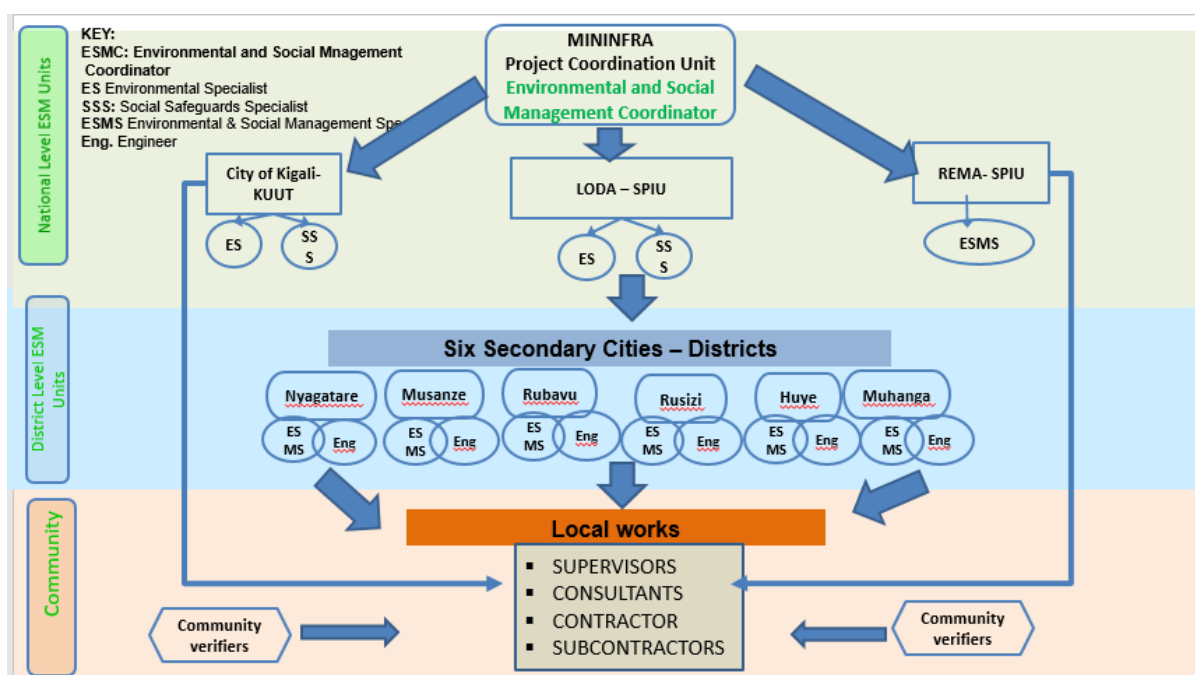 KEY:
ESMC: Environmental and Social Mnagement
Coordinator
ES Environmental Specialist
SSS: Social Safeguards Specialist
ESMS Environmental & Social Management Spe
Eng. Engineer
National Level ESM Units
MININFRA
Project Coordination Unit
Environmental and Social
Management Coordinator
City of Kigali-
KUUT
ES
SS
S
LODA – SPIU
ES
SS
S
REMA- SPIU
ESMS
District Level ESM
Units
Six Secondary Cities – Districts
Nyagatare
ES
MS
Eng
Musanze
ES
MS
Eng
Rubavu
ES
MS
Eng
Rusizi
ES
MS
Eng
Huye
ES
MS
Eng
Muhanga
ES
MS
Eng
Community
Local works
▪ SUPERVISORS
▪ CONSULTANTS
▪ CONTRACTOR
▪ SUBCONTRACTORS
Community
verifiers
Community
verifiers